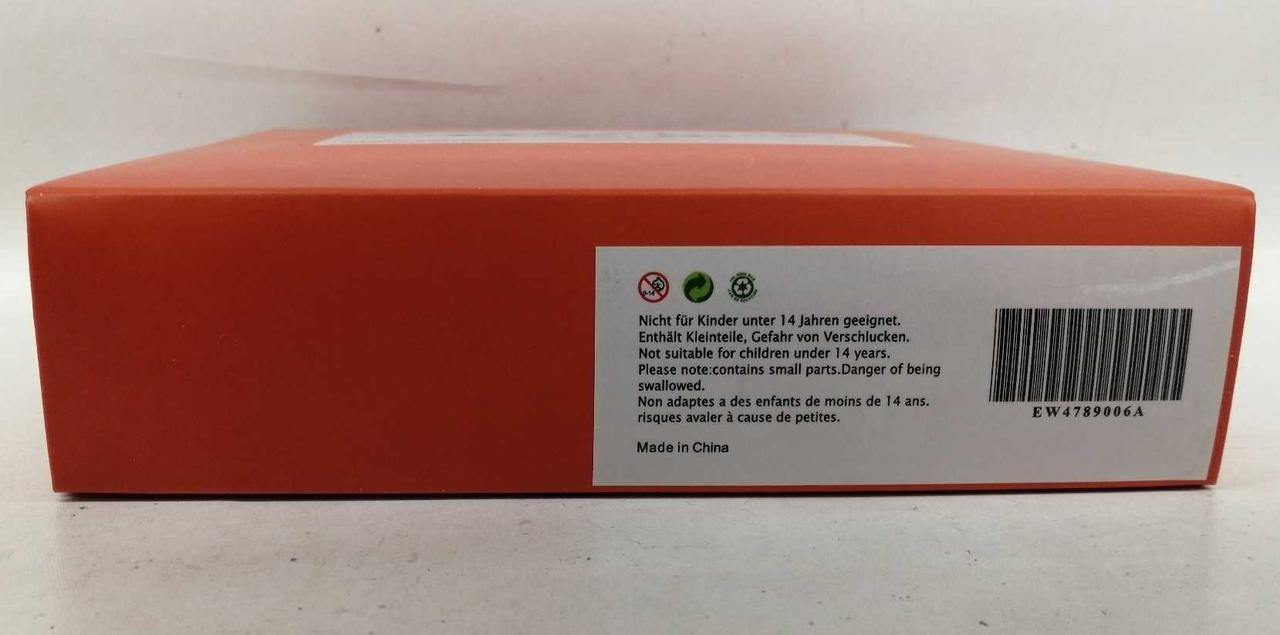 0-14
Nicht für Kinder unter 14 Jahren geeignet.
Enthält Kleinteile, Gefahr von Verschlucken.
Not suitable for children under 14 years.
Please note:contains small parts.Danger of being
swallowed.
Non adaptes a des enfants de moins de 14 ans.
risques avaler à cause de petites.
Made in China
EW4789006A